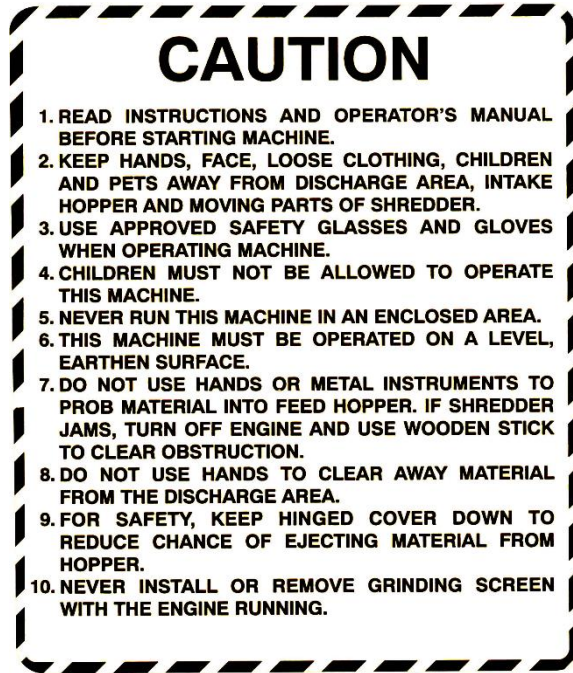 CAUTION
1. READ INSTRUCTIONS AND OPERATOR'S MANUAL
BEFORE STARTING MACHINE.
2. KEEP HANDS, FACE, LOOSE CLOTHING, CHILDREN
AND PETS AWAY FROM DISCHARGE AREA, INTAKE
HOPPER AND MOVING PARTS OF SHREDDER.
3. USE APPROVED SAFETY GLASSES AND GLOVES
WHEN OPERATING MACHINE.
4. CHILDREN MUST NOT BE ALLOWED TO OPERATE
THIS MACHINE.
5. NEVER RUN THIS MACHINE IN AN ENCLOSED AREA.
6. THIS MACHINE MUST BE OPERATED ON A LEVEL,
EARTHEN SURFACE.
7. DO NOT USE HANDS OR METAL INSTRUMENTS TO
PROB MATERIAL INTO FEED HOPPER. IF SHREDDER
JAMS, TURN OFF ENGINE AND USE WOODEN STICK
TO CLEAR OBSTRUCTION.
8. DO NOT USE HANDS TO CLEAR AWAY MATERIAL
FROM THE DISCHARGE AREA.
9. FOR SAFETY, KEEP HINGED COVER DOWN TO
REDUCE CHANCE OF EJECTING MATERIAL FROM
HOPPER.
10. NEVER INSTALL OR REMOVE GRINDING SCREEN
WITH THE ENGINE RUNNING.